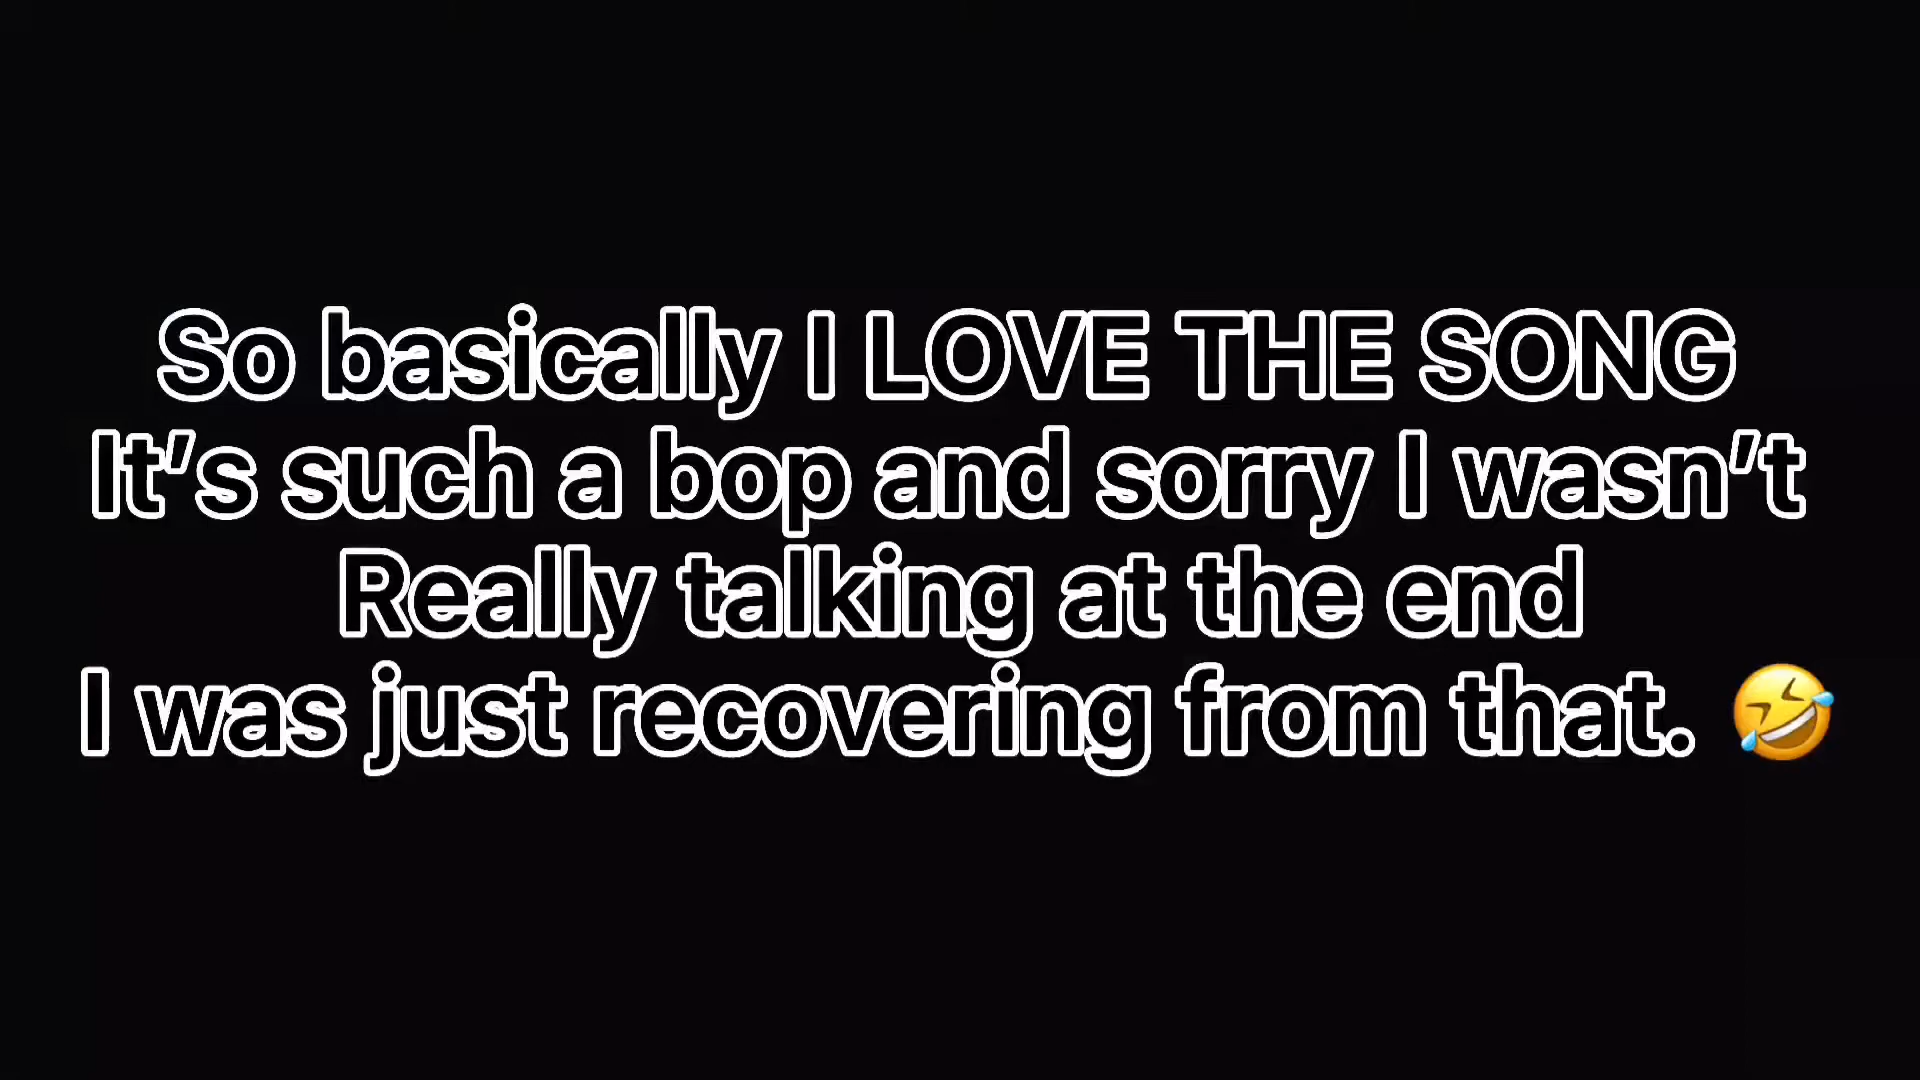 So basically I LOVE THE SONG
It’s such a bop and sorry I wasn’t
Really talking at the end
I was just recovering from that. 🤣